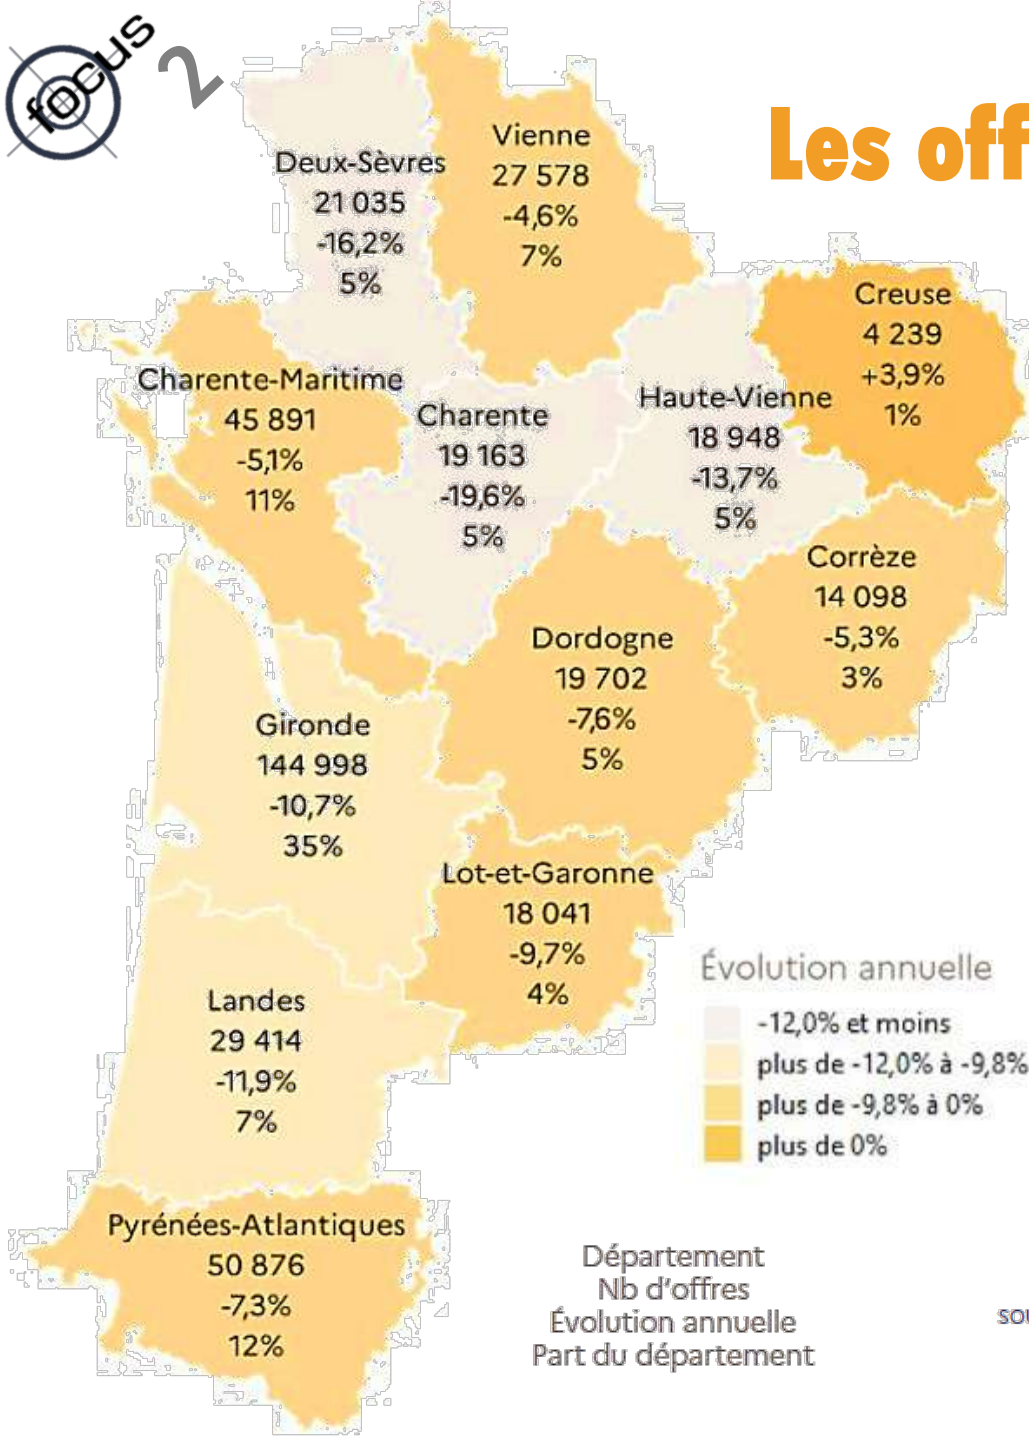 focus
2
Les off
Deux-Sèvres
21 035
-16,2%
5%
Vienne
27 578
-4,6%
7%
Creuse
4 239
+3,9%
1%
Charente-Maritime
45 891
-5,1%
11%
Charente
19 163
-19,6%
5%
Haute-Vienne
18 948
-13,7%
5%
Corrèze
14 098
-5,3%
3%
Dordogne
19 702
-7,6%
5%
Gironde
144 998
-10,7%
35%
Lot-et-Garonne
18 041
-9,7%
4%
Landes
29 414
-11,9%
7%
Pyrénées-Atlantiques
50 876
-7,3%
12%
Évolution annuelle
-12,0% et moins
plus de -12,0% à -9,8%
plus de -9,8% à 0%
plus de 0%
Département
Nb d'offres
Évolution annuelle
Part du département
sou